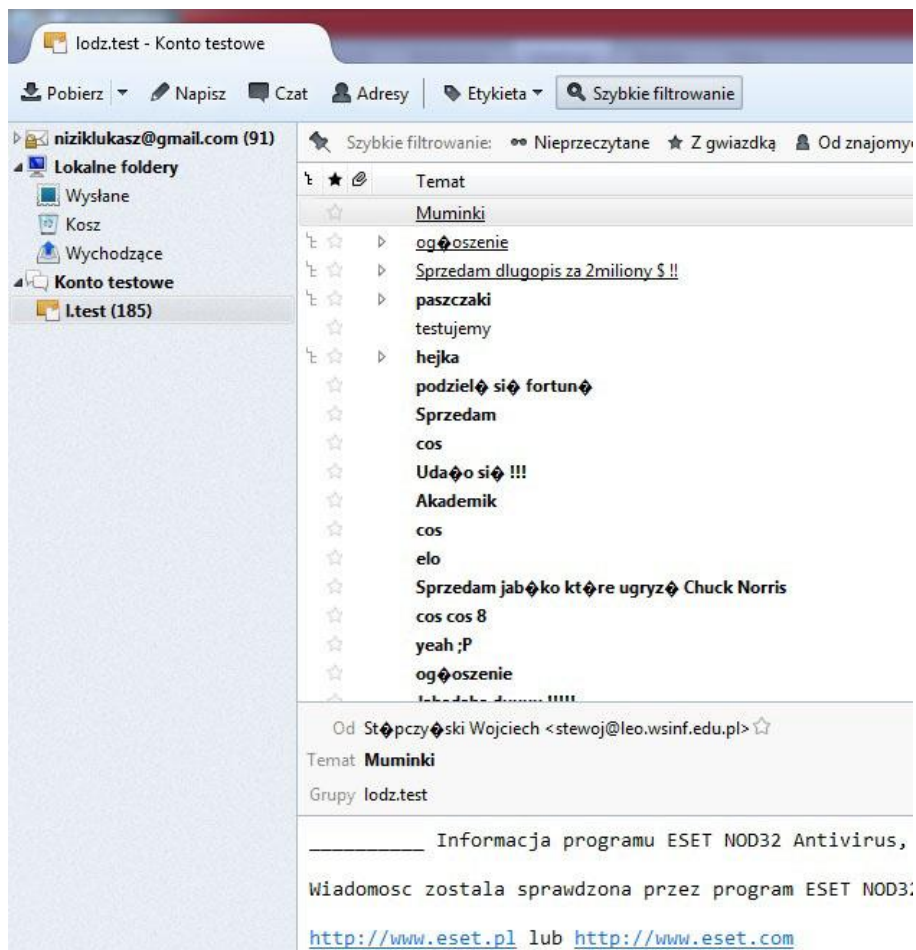 lodz.test - Konto testowe
Pobierz Napisz Czat Adresy Etykieta Szybkie filtrowanie
niziklukasz@gmail.com (91)
Lokalne foldery
Wysłane
Kosz
Wychodzące
Konto testowe
l.test (185)
Szybkie filtrowanie: Nieprzeczytane Z gwiazdką Od
Temat
Muminki
og�oszenie
Sprzedam dlugopis za 2miliony $ !!
paszczaki
testujemy
hejka
podziel� si� fortun�
Sprzedam
cos
Uda�o si� !!!
Akademik
cos
elo
Sprzedam jab�ko kt�re ugryz� Chuck Norris
cos cos 8
yeah ;P
og�oszenie
Od St�pczy�ski Wojciech <stewoj@leo.wsinf.edu.pl>
Temat Muminki
Grupy lodz.test
__________ Informacja programu ESET NOD32 Antivirus,
Wiadomosc zostala sprawdzona przez program ESET NOD32
http://www.eset.pl lub http://www.eset.com